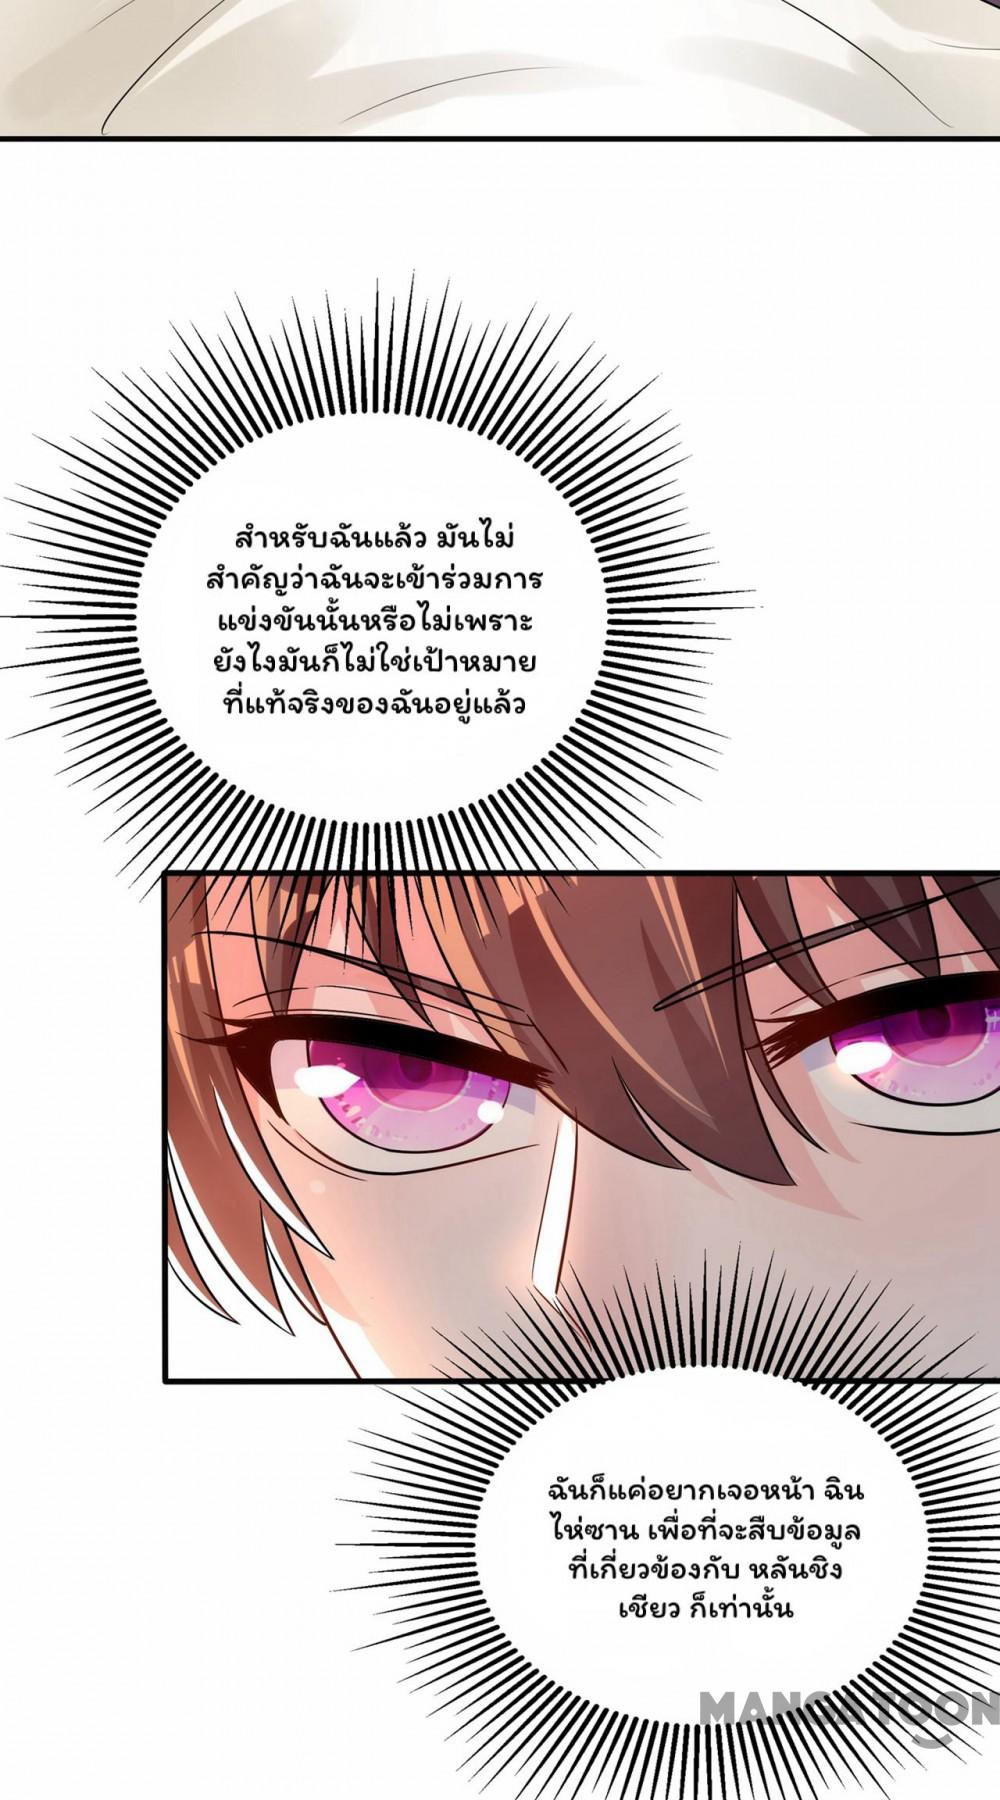 สำหรับฉันแล้ว มันไม่
สำคัญว่าฉันจะเข้าร่วมการ
แข่งขันนั้นหรือไม่เพราะ
ยังไงมันก็ไม่ใช่เป้าหมาย
ที่แท้จริงของฉันอยู่แล้ว
ฉันก็แค่อยากเจอหน้า ฉิน
ไห่ซาน เพื่อที่จะสืบข้อมูล
ที่เกี่ยวข้องกับ หลันชิง
เซียว ก็เท่านั้น
MANGATOON